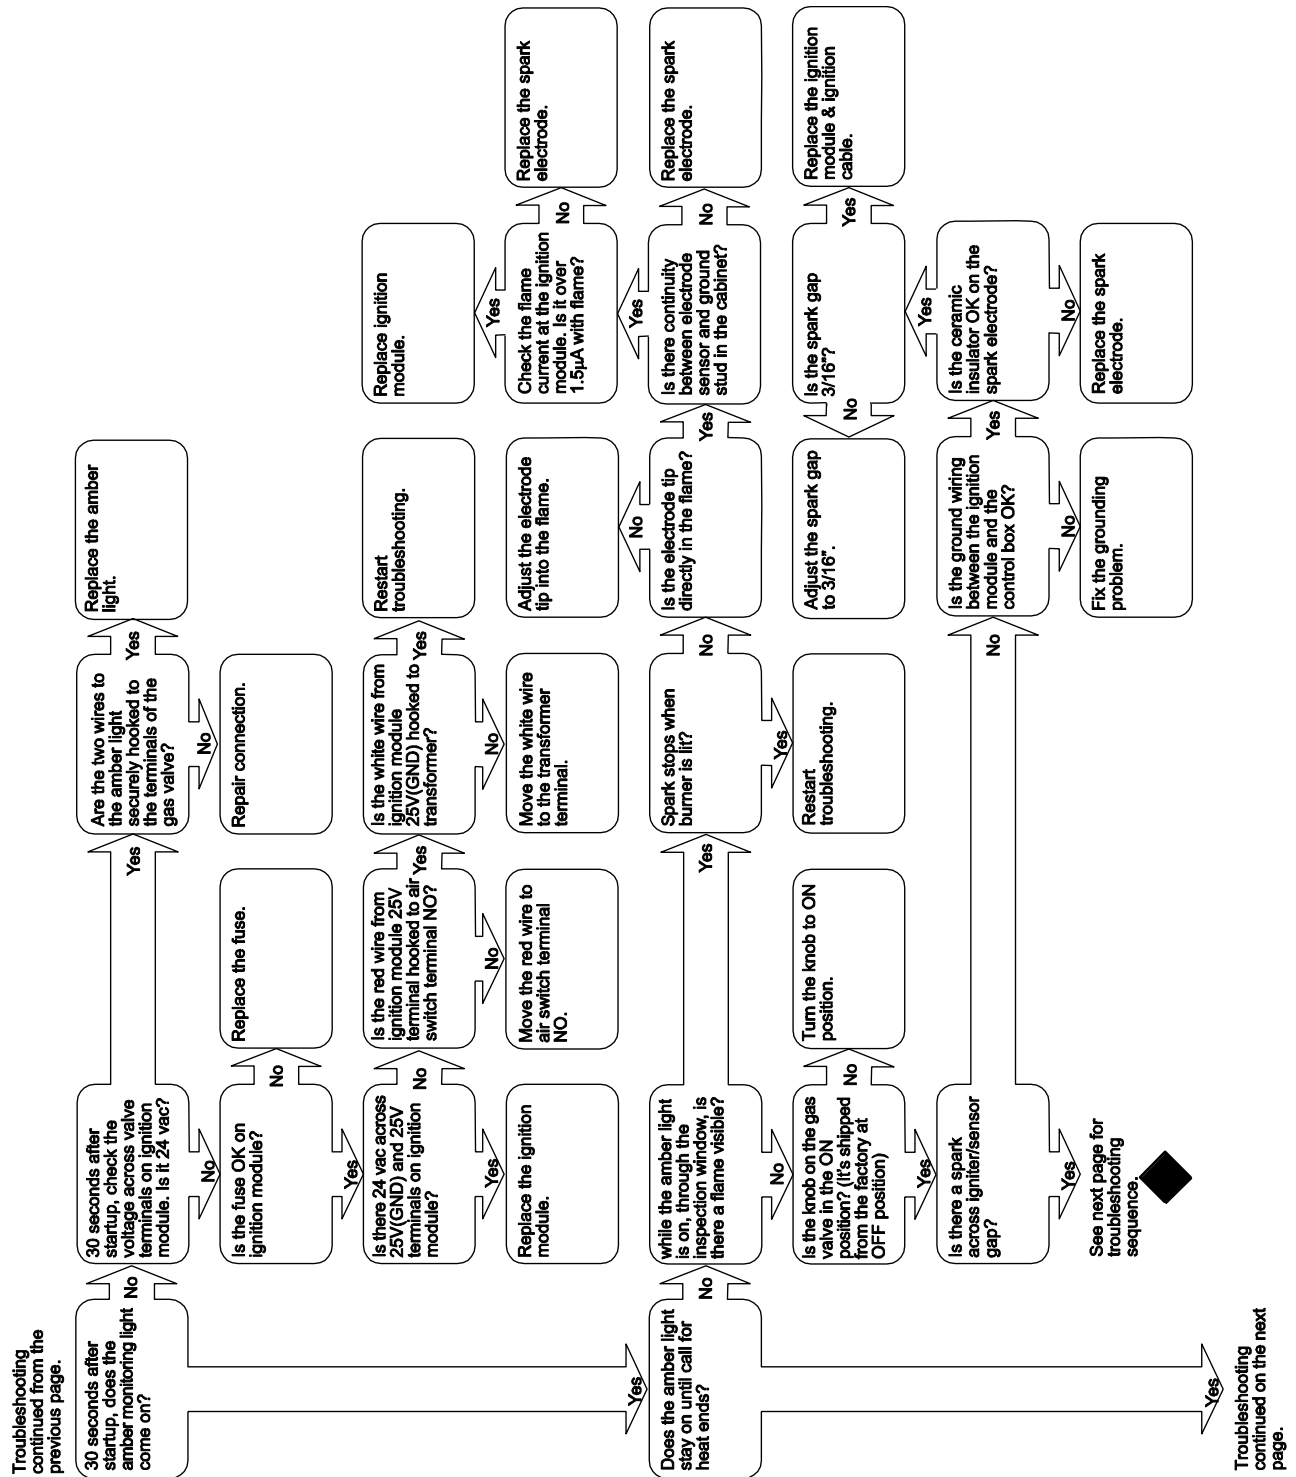 Troubleshooting
continued from the
previous page.
30 seconds after
startup, does the
amber monitoring light
come on?
No
30 seconds after
startup, check the
voltage across valve
terminals on ignition
module. Is it 24 vac?
Yes
Are the two wires to
the amber light
securely hooked to
the terminals of the
gas valve?
Yes
Replace the amber
light.
No
Repair connection.
No
Is the fuse OK on
ignition module?
No
Replace the fuse.
Yes
Is there 24 vac across
25V(GND) and 25V
terminals on ignition
module?
No
Is the red wire from
ignition module 25V
terminal hooked to air
switch terminal NO?
Yes
Is the white wire from
ignition module
25V(GND) hooked to
transformer?
Yes
Restart
troubleshooting.
Yes
Replace the ignition
module.
No
Move the red wire to
air switch terminal
NO.
No
Move the white wire
to the transformer
terminal.
Yes
Does the amber light
stay on until call for
heat ends?
No
while the amber light
is on, through the
inspection window, is
there a flame visible?
Yes
Spark stops when
burner is lit?
No
Is the electrode tip
directly in the flame?
No
Adjust the electrode
tip into the flame.
Yes
Is there continuity
between electrode
sensor and ground
stud in the cabinet?
No
Replace the spark
electrode.
Yes
Check the flame
current at the ignition
module. Is it over
1.5µA with flame?
No
Replace the spark
electrode.
Yes
Replace ignition
module.
Yes
Restart
troubleshooting.
No
Is the knob on the gas
valve in the ON
position? (It's shipped
from the factory at
OFF position)
No
Turn the knob to ON
position.
Yes
Is there a spark
across igniter/sensor
gap?
No
Is the ground wiring
between the ignition
module and the
control box OK?
No
Fix the grounding
problem.
Yes
Is the ceramic
insulator OK on the
spark electrode?
No
Replace the spark
electrode.
Yes
Is the spark gap
3/16"?
No
Adjust the spark gap
to 3/16".
Yes
Replace the ignition
module & ignition
cable.
Yes
See next page for
troubleshooting
sequence.
Yes
Troubleshooting
continued on the next
page.